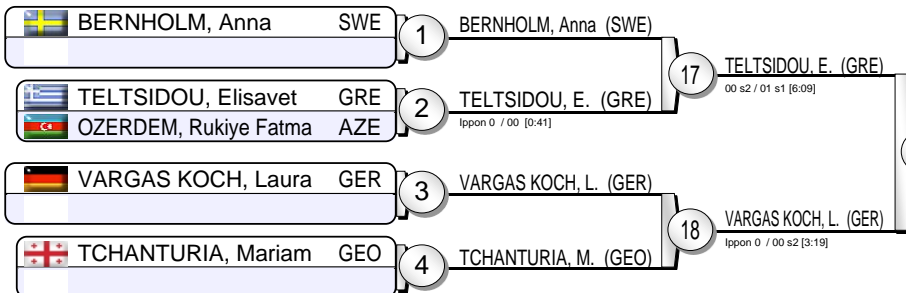 BERNHOLM, Anna SWE
1
BERNHOLM, Anna (SWE)
17
TELTSIDOU, E. (GRE)
00 s2 / 01 s1 [6:09]
TELTSIDOU, Elisavet GRE
OZERDEM, Rukiye Fatma AZE
2
TELTSIDOU, E. (GRE)
Ippon 0 / 00 [0:41]
VARGAS KOCH, Laura GER
3
VARGAS KOCH, L. (GER)
18
VARGAS KOCH, L. (GER)
Ippon 0 / 00 s2 [3:19]
TCHANTURIA, Mariam GEO
4
TCHANTURIA, M. (GEO)